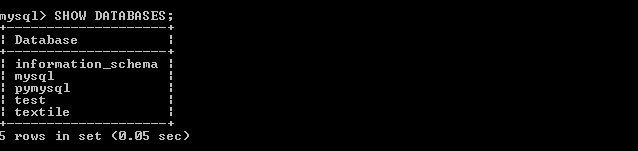 mysql> SHOW DATABASES;
+--------------------+
| Database           |
+--------------------+
| information_schema |
| mysql              |
| pymysql            |
| test               |
| textile            |
+--------------------+
5 rows in set (0.05 sec)